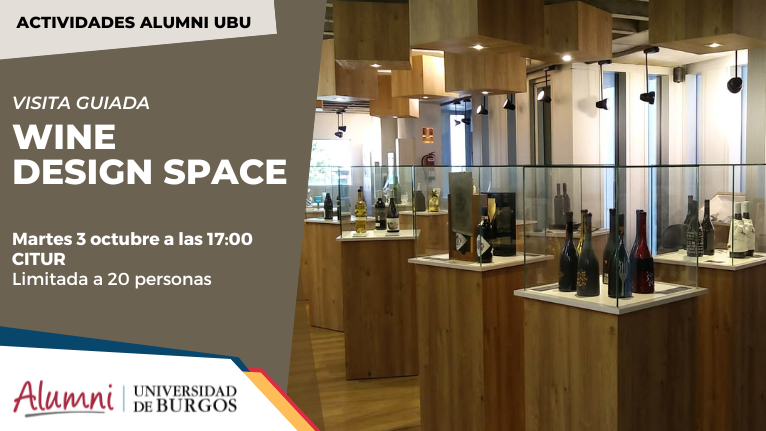 ACTIVIDADES ALUMNI UBU
VISITA GUIADA
WINE
DESIGN SPACE
Martes 3 octubre a las 17:00
CITUR
Limitada a 20 personas
Alumni
UNIVERSIDAD
DE BURGOS